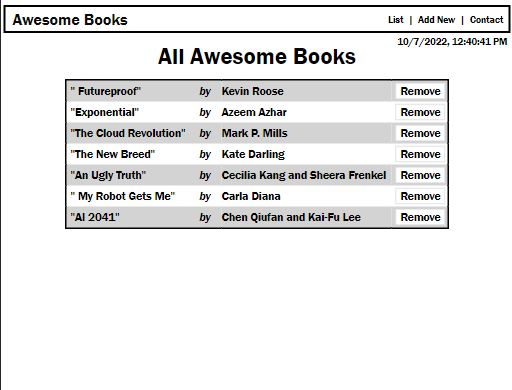 Awesome Books List | Add New | Contact
10/7/2022, 12:40:41 PM
All Awesome Books
" Futureproof" by Kevin Roose Remove
"Exponential" by Azeem Azhar Remove
"The Cloud Revolution" by Mark P. Mills Remove
"The New Breed" by Kate Darling Remove
"An Ugly Truth" by Cecilia Kang and Sheera Frenkel Remove
" My Robot Gets Me" by Carla Diana Remove
"AI 2041" by Chen Qiufan and Kai-Fu Lee Remove